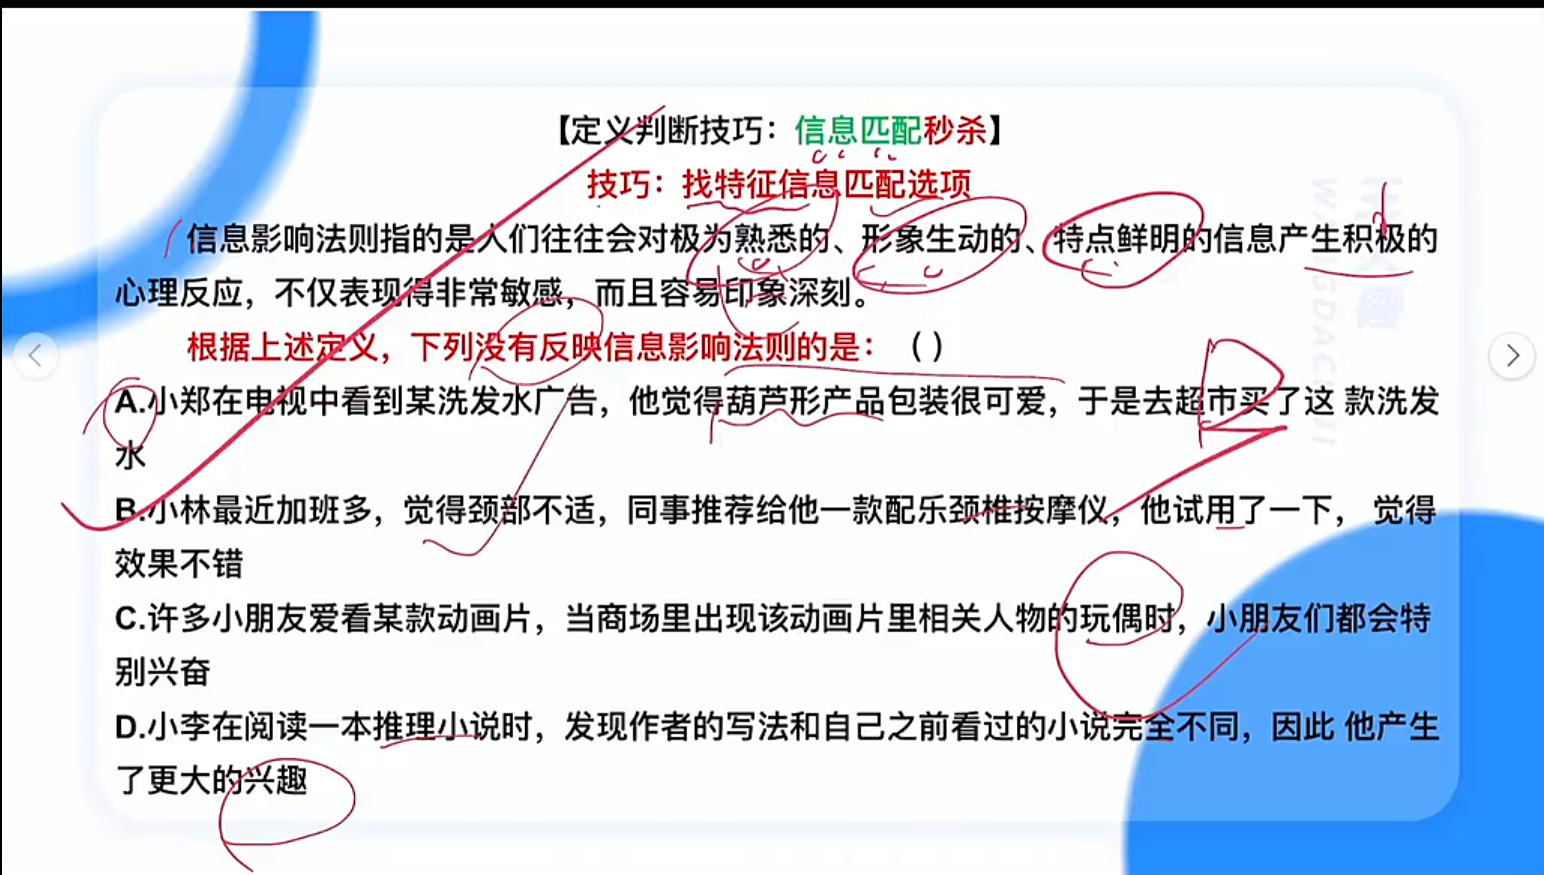 【定义判断技巧：信息匹配秒杀】
技巧：找特征信息匹配选项
信息影响法则指的是人们往往会对极为熟悉的、形象生动的、特点鲜明的信息产生积极的
心理反应，不仅表现得非常敏感，而且容易印象深刻。
根据上述定义，下列没有反映信息影响法则的是：（）
A.小郑在电视中看到某洗发水广告，他觉得葫芦形产品包装很可爱，于是去超市买了这 款洗发
水
B.小林最近加班多，觉得颈部不适，同事推荐给他一款配乐颈椎按摩仪，他试用了一下， 觉得
效果不错
C.许多小朋友爱看某款动画片，当商场里出现该动画片里相关人物的玩偶时，小朋友们都会特
别兴奋
D.小李在阅读一本推理小说时，发现作者的写法和自己之前看过的小说完全不同，因此 他产生
了更大的兴趣
B